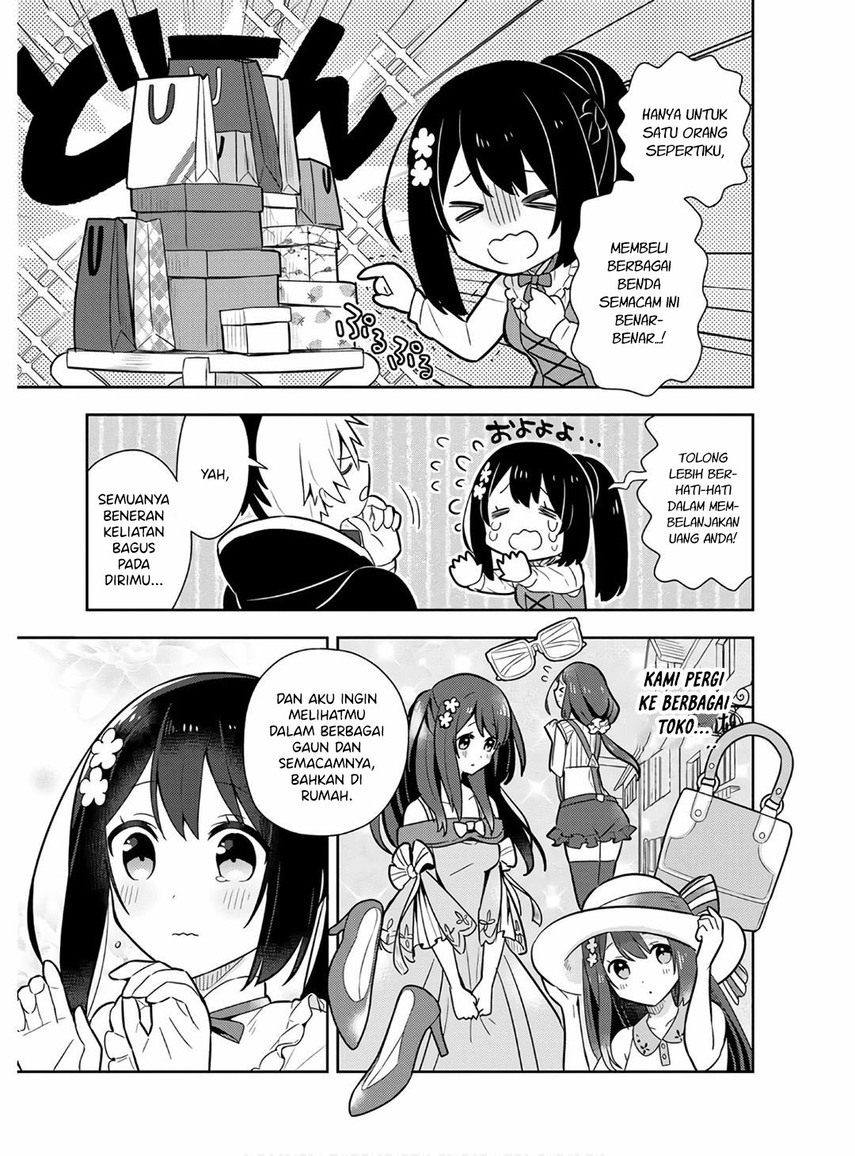 どーん
HANYA UNTUK
SATU ORANG
SEPERTIKU,
MEMBELI
BERBAGAI
BENDA
SEMACAM INI
BENAR-
BENAR...!
ぷるぷる
TOLONG
LEBIH BER-
HATI-HATI
DALAM MEM-
BELANJAKAN
UANG ANDA!
およよよ...
YAH,
SEMUANYA
BENERAN
KELIATAN
BAGUS
PADA
DIRIMU...
KAMI PERGI
KE BERBAGAI
TOKO...
DAN AKU INGIN
MELIHATMU
DALAM BERBAGAI
GAUN DAN
SEMACAMNYA,
BAHKAN DI
RUMAH.